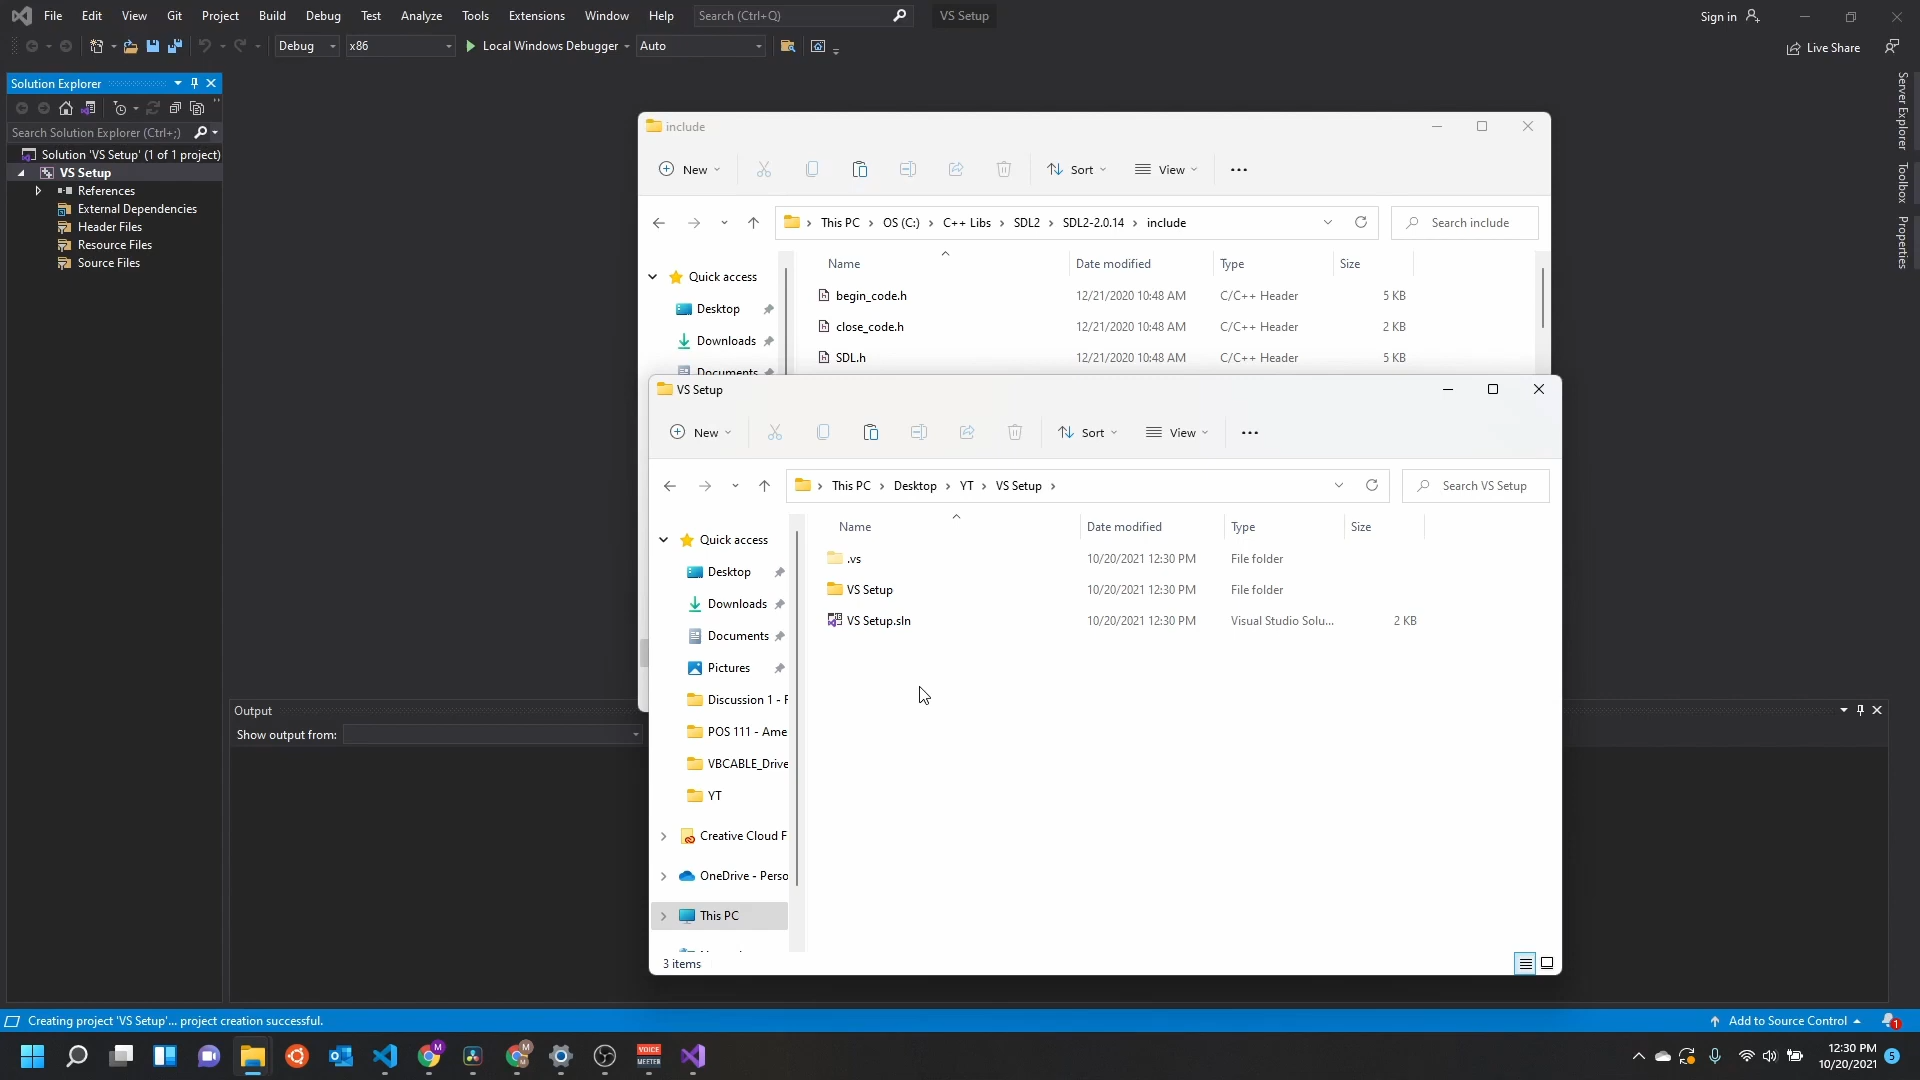 File Edit View Git Project Build Debug Test Analyze Tools Extensions Window Help Search (Ctrl+Q) VS Setup Sign in
Debug x86 Local Windows Debugger Auto Live Share
Solution Explorer
Search Solution Explorer (Ctrl+;)
Solution 'VS Setup' (1 of 1 project)
VS Setup
References
External Dependencies
Header Files
Resource Files
Source Files
Server Explorer
Toolbox
Properties
include
New Sort View
This PC OS (C:) C++ Libs SDL2 SDL2-2.0.14 include Search include
Name Date modified Type Size
Quick access
Desktop
Downloads
Documents
begin_code.h 12/21/2020 10:48 AM C/C++ Header 5 KB
close_code.h 12/21/2020 10:48 AM C/C++ Header 2 KB
SDL.h 12/21/2020 10:48 AM C/C++ Header 5 KB
VS Setup
New Sort View
This PC Desktop YT VS Setup Search VS Setup
Name Date modified Type Size
.vs 10/20/2021 12:30 PM File folder
VS Setup 10/20/2021 12:30 PM File folder
VS Setup.sln 10/20/2021 12:30 PM Visual Studio Solu... 2 KB
Quick access
Desktop
Downloads
Documents
Pictures
Discussion 1 - F
POS 111 - Ame
VBCABLE_Drive
YT
Creative Cloud F
OneDrive - Perso
This PC
3 items
Output
Show output from:
Creating project 'VS Setup'... project creation successful. Add to Source Control 1
M M VOICE MEETER
12:30 PM
10/20/2021 5